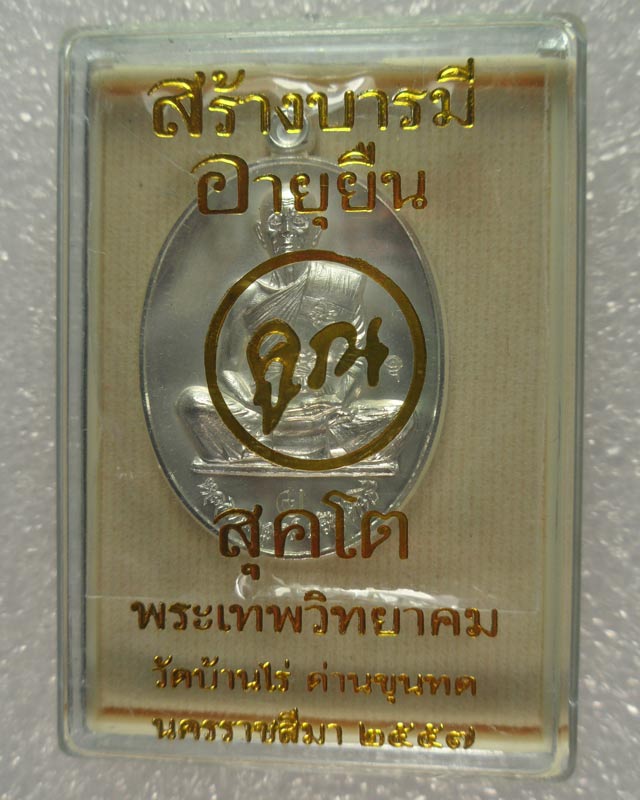 สร้างบารมี
อายุยืน
คูณ
สุคโต
พระเทพวิทยาคม
วัดบ้านไร่ ด่านขุนทด
นครราชสีมา ๒๕๕๗